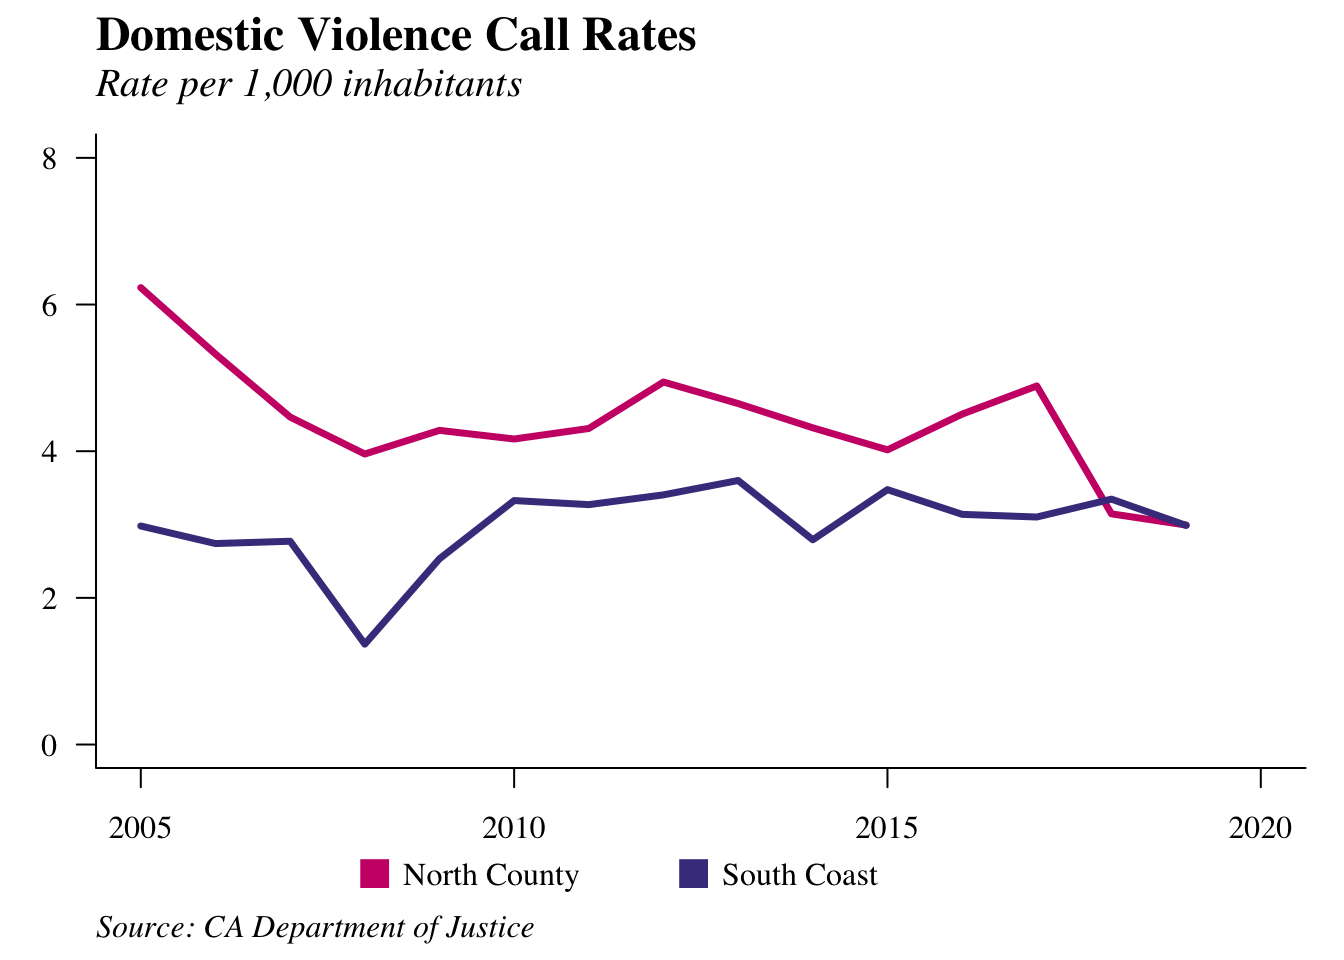 Domestic Violence Call Rates
Rate per 1,000 inhabitants
8
6
4
2
0
2005 2010 2015 2020
North County South Coast
Source: CA Department of Justice